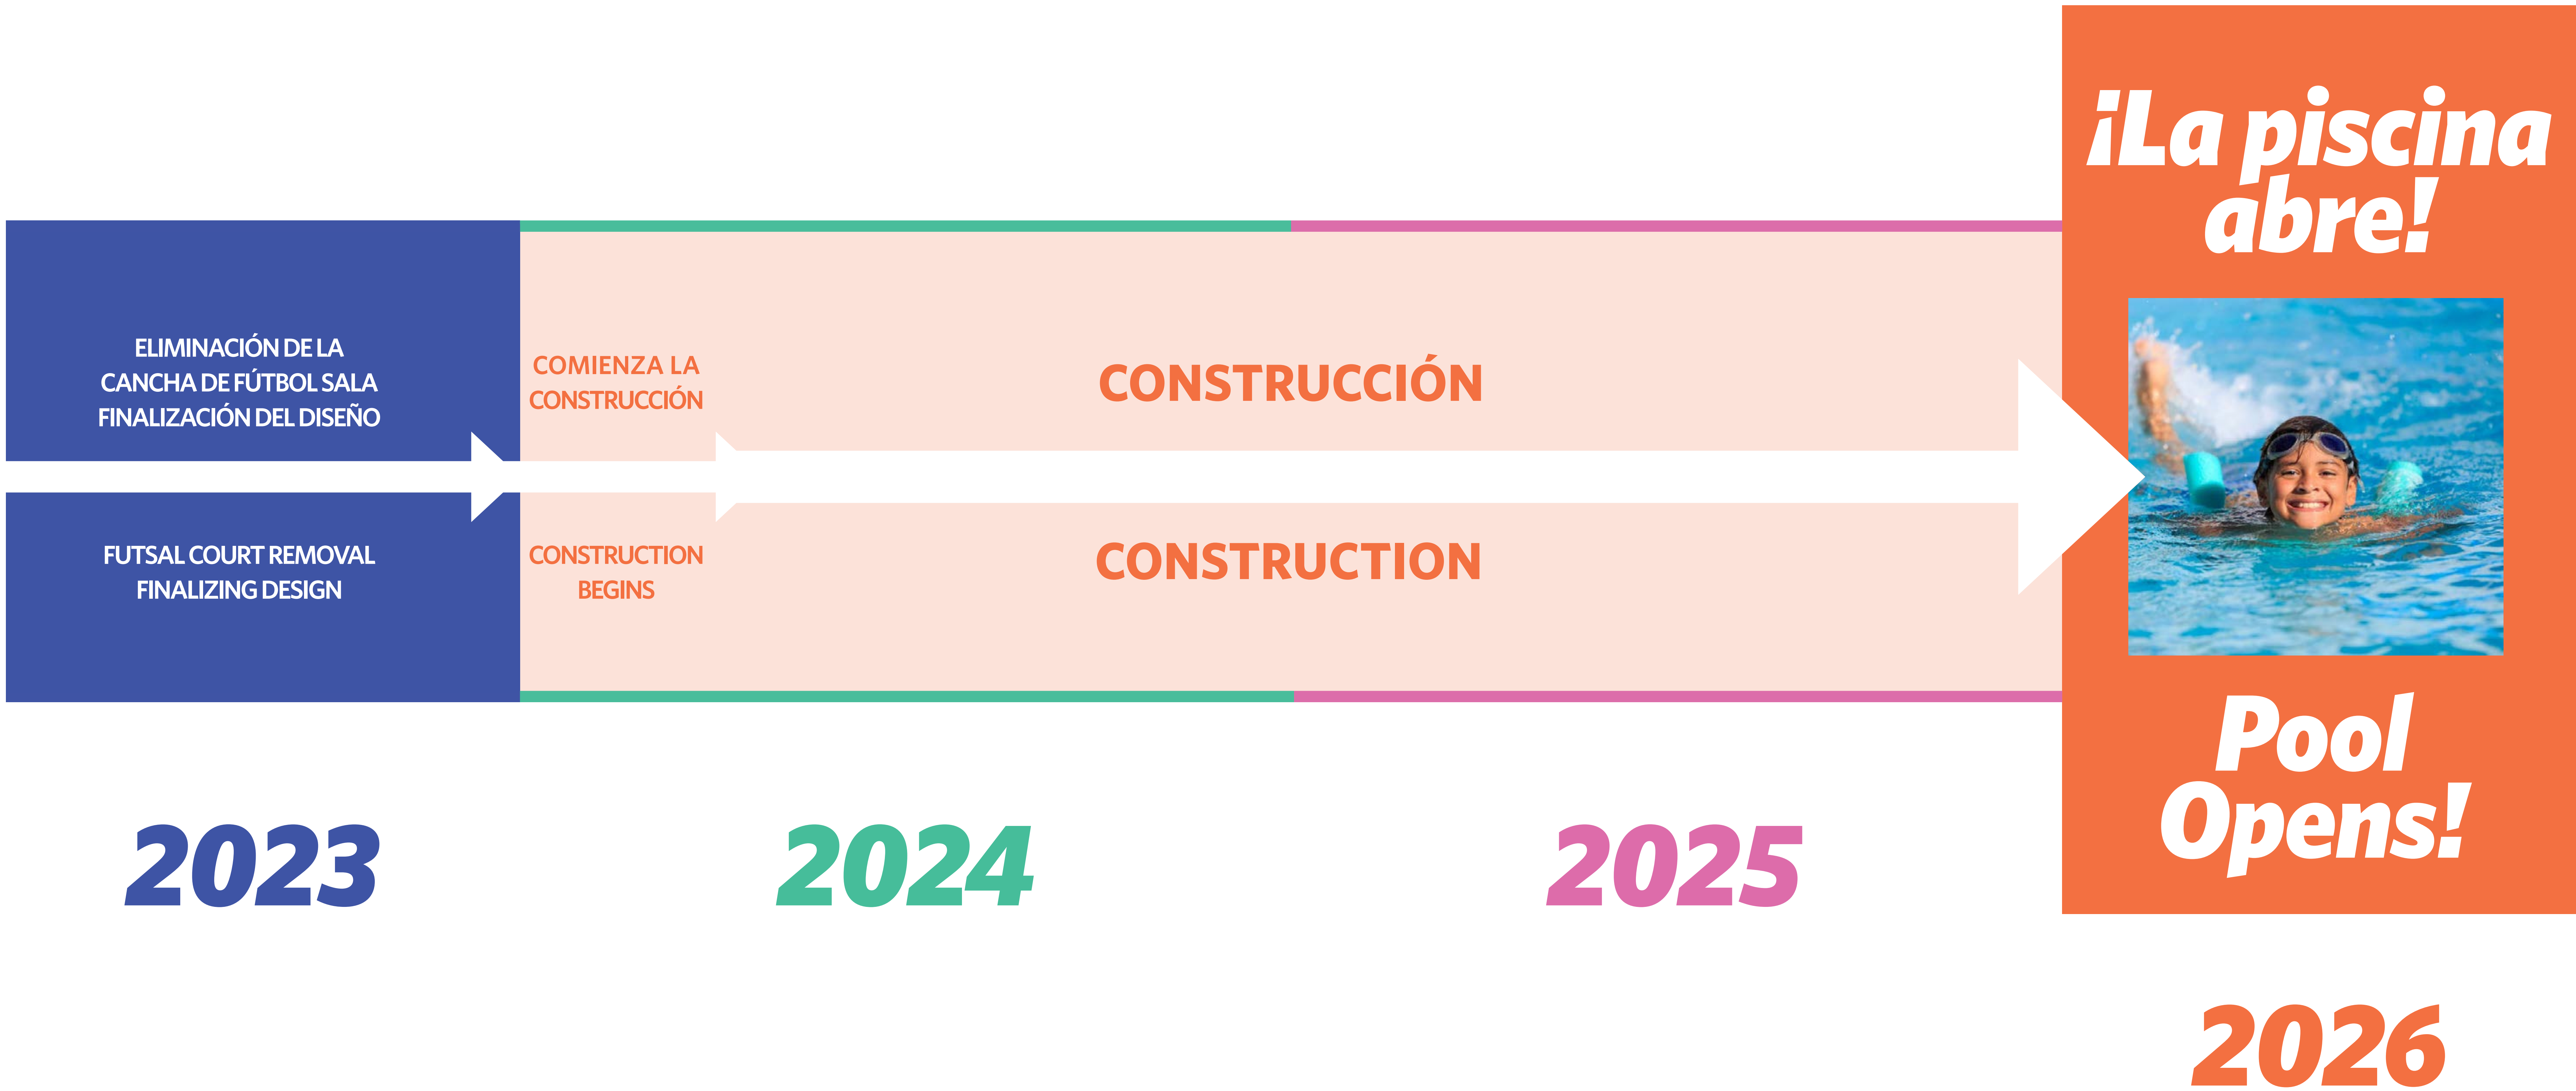 ELIMINACIÓN DE LA
CANCHA DE FÚTBOL SALA
FINALIZACIÓN DEL DISEÑO
FUTSAL COURT REMOVAL
FINALIZING DESIGN
COMIENZA LA
CONSTRUCCIÓN
CONSTRUCTION
BEGINS
CONSTRUCCIÓN
CONSTRUCTION
¡La piscina
abre!
Pool
Opens!
2023
2024
2025
2026